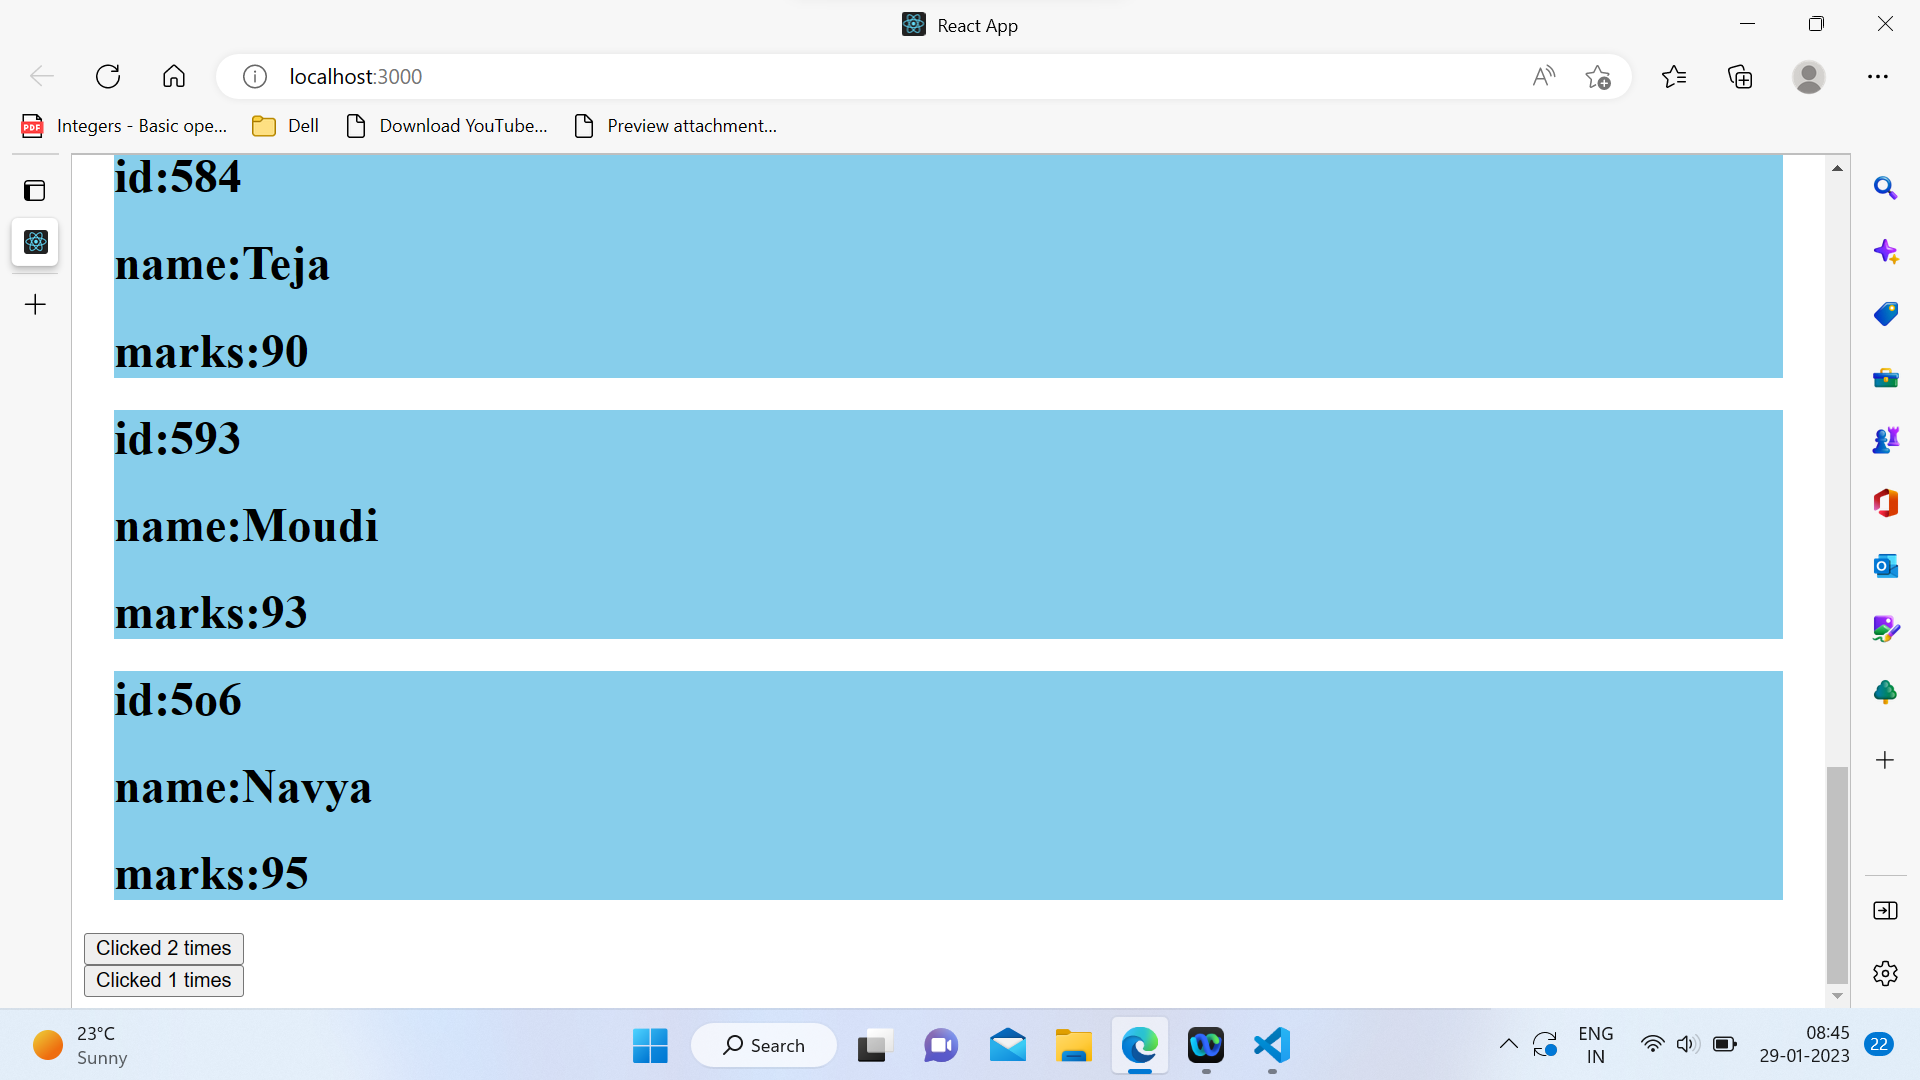 React App
localhost:3000
Integers - Basic ope...
Dell
Download YouTube...
Preview attachment...
id:584
name:Teja
marks:90
id:593
name:Moudi
marks:93
id:5o6
name:Navya
marks:95
Clicked 2 times
Clicked 1 times
23°C
Sunny
Search
ENG
IN
08:45
29-01-2023
22